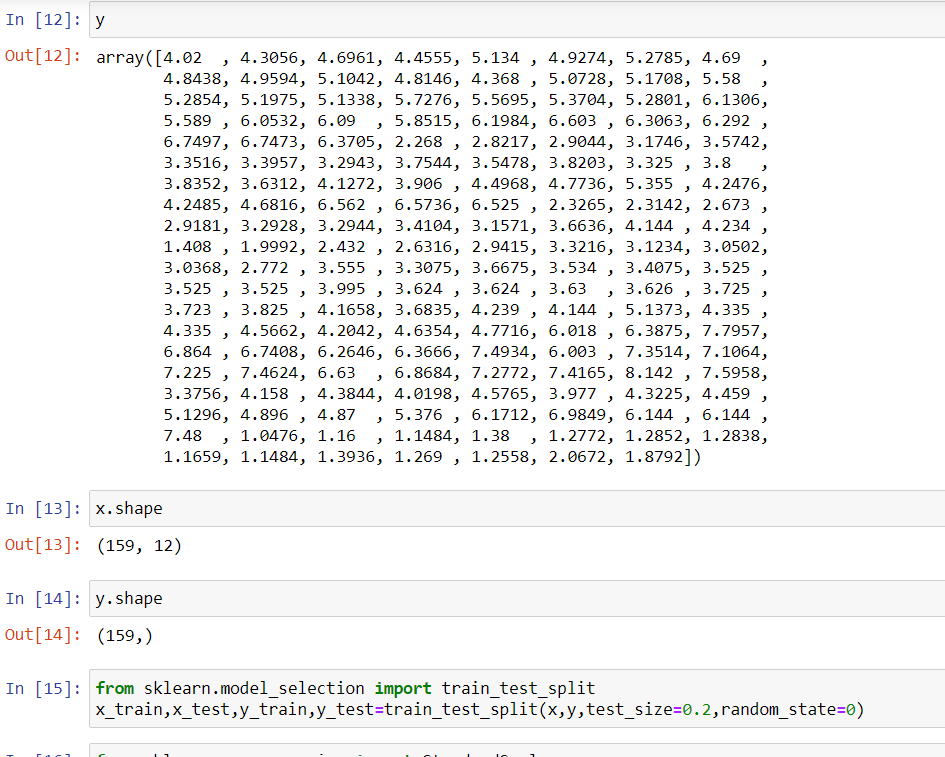 In [12]: y
Out[12]: array([4.02  , 4.3056, 4.6961, 4.4555, 5.134 , 4.9274, 5.2785, 4.69  ,
4.8438, 4.9594, 5.1042, 4.8146, 4.368 , 5.0728, 5.1708, 5.58  ,
5.2854, 5.1975, 5.1338, 5.7276, 5.5695, 5.3704, 5.2801, 6.1306,
5.589 , 6.0532, 6.09  , 5.8515, 6.1984, 6.603 , 6.3063, 6.292 ,
6.7497, 6.7473, 6.3705, 2.268 , 2.8217, 2.9044, 3.1746, 3.5742,
3.3516, 3.3957, 3.2943, 3.7544, 3.5478, 3.8203, 3.325 , 3.8   ,
3.8352, 3.6312, 4.1272, 3.906 , 4.4968, 4.7736, 5.355 , 4.2476,
4.2485, 4.6816, 6.562 , 6.5736, 6.525 , 2.3265, 2.3142, 2.673 ,
2.9181, 3.2928, 3.2944, 3.4104, 3.1571, 3.6636, 4.144 , 4.234 ,
1.408 , 1.9992, 2.432 , 2.6316, 2.9415, 3.3216, 3.1234, 3.0502,
3.0368, 2.772 , 3.555 , 3.3075, 3.6675, 3.534 , 3.4075, 3.525 ,
3.525 , 3.525 , 3.995 , 3.624 , 3.624 , 3.63  , 3.626 , 3.725 ,
3.723 , 3.825 , 4.1658, 3.6835, 4.239 , 4.144 , 5.1373, 4.335 ,
4.335 , 4.5662, 4.2042, 4.6354, 4.7716, 6.018 , 6.3875, 7.7957,
6.864 , 6.7408, 6.2646, 6.3666, 7.4934, 6.003 , 7.3514, 7.1064,
7.225 , 7.4624, 6.63  , 6.8684, 7.2772, 7.4165, 8.142 , 7.5958,
3.3756, 4.158 , 4.3844, 4.0198, 4.5765, 3.977 , 4.3225, 4.459 ,
5.1296, 4.896 , 4.87  , 5.376 , 6.1712, 6.9849, 6.144 , 6.144 ,
7.48  , 1.0476, 1.16  , 1.1484, 1.38  , 1.2772, 1.2852, 1.2838,
1.1659, 1.1484, 1.3936, 1.269 , 1.2558, 2.0672, 1.8792])
In [13]: x.shape
Out[13]: (159, 12)
In [14]: y.shape
Out[14]: (159,)
In [15]: from sklearn.model_selection import train_test_split
x_train,x_test,y_train,y_test=train_test_split(x,y,test_size=0.2,random_state=0)